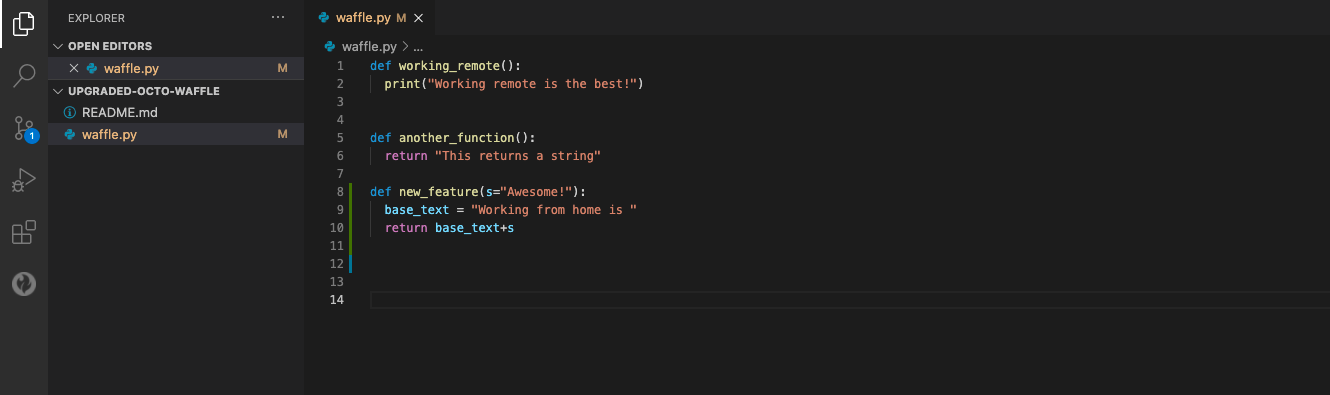 EXPLORER ...
OPEN EDITORS
waffle.py M
UPGRADED-OCTO-WAFFLE
README.md
waffle.py M
1
waffle.py M
waffle.py > ...
1 def working_remote():
2 print("Working remote is the best!")
3
4
5 def another_function():
6 return "This returns a string"
7
8 def new_feature(s="Awesome!"):
9 base_text = "Working from home is "
10 return base_text+s
11
12
13
14